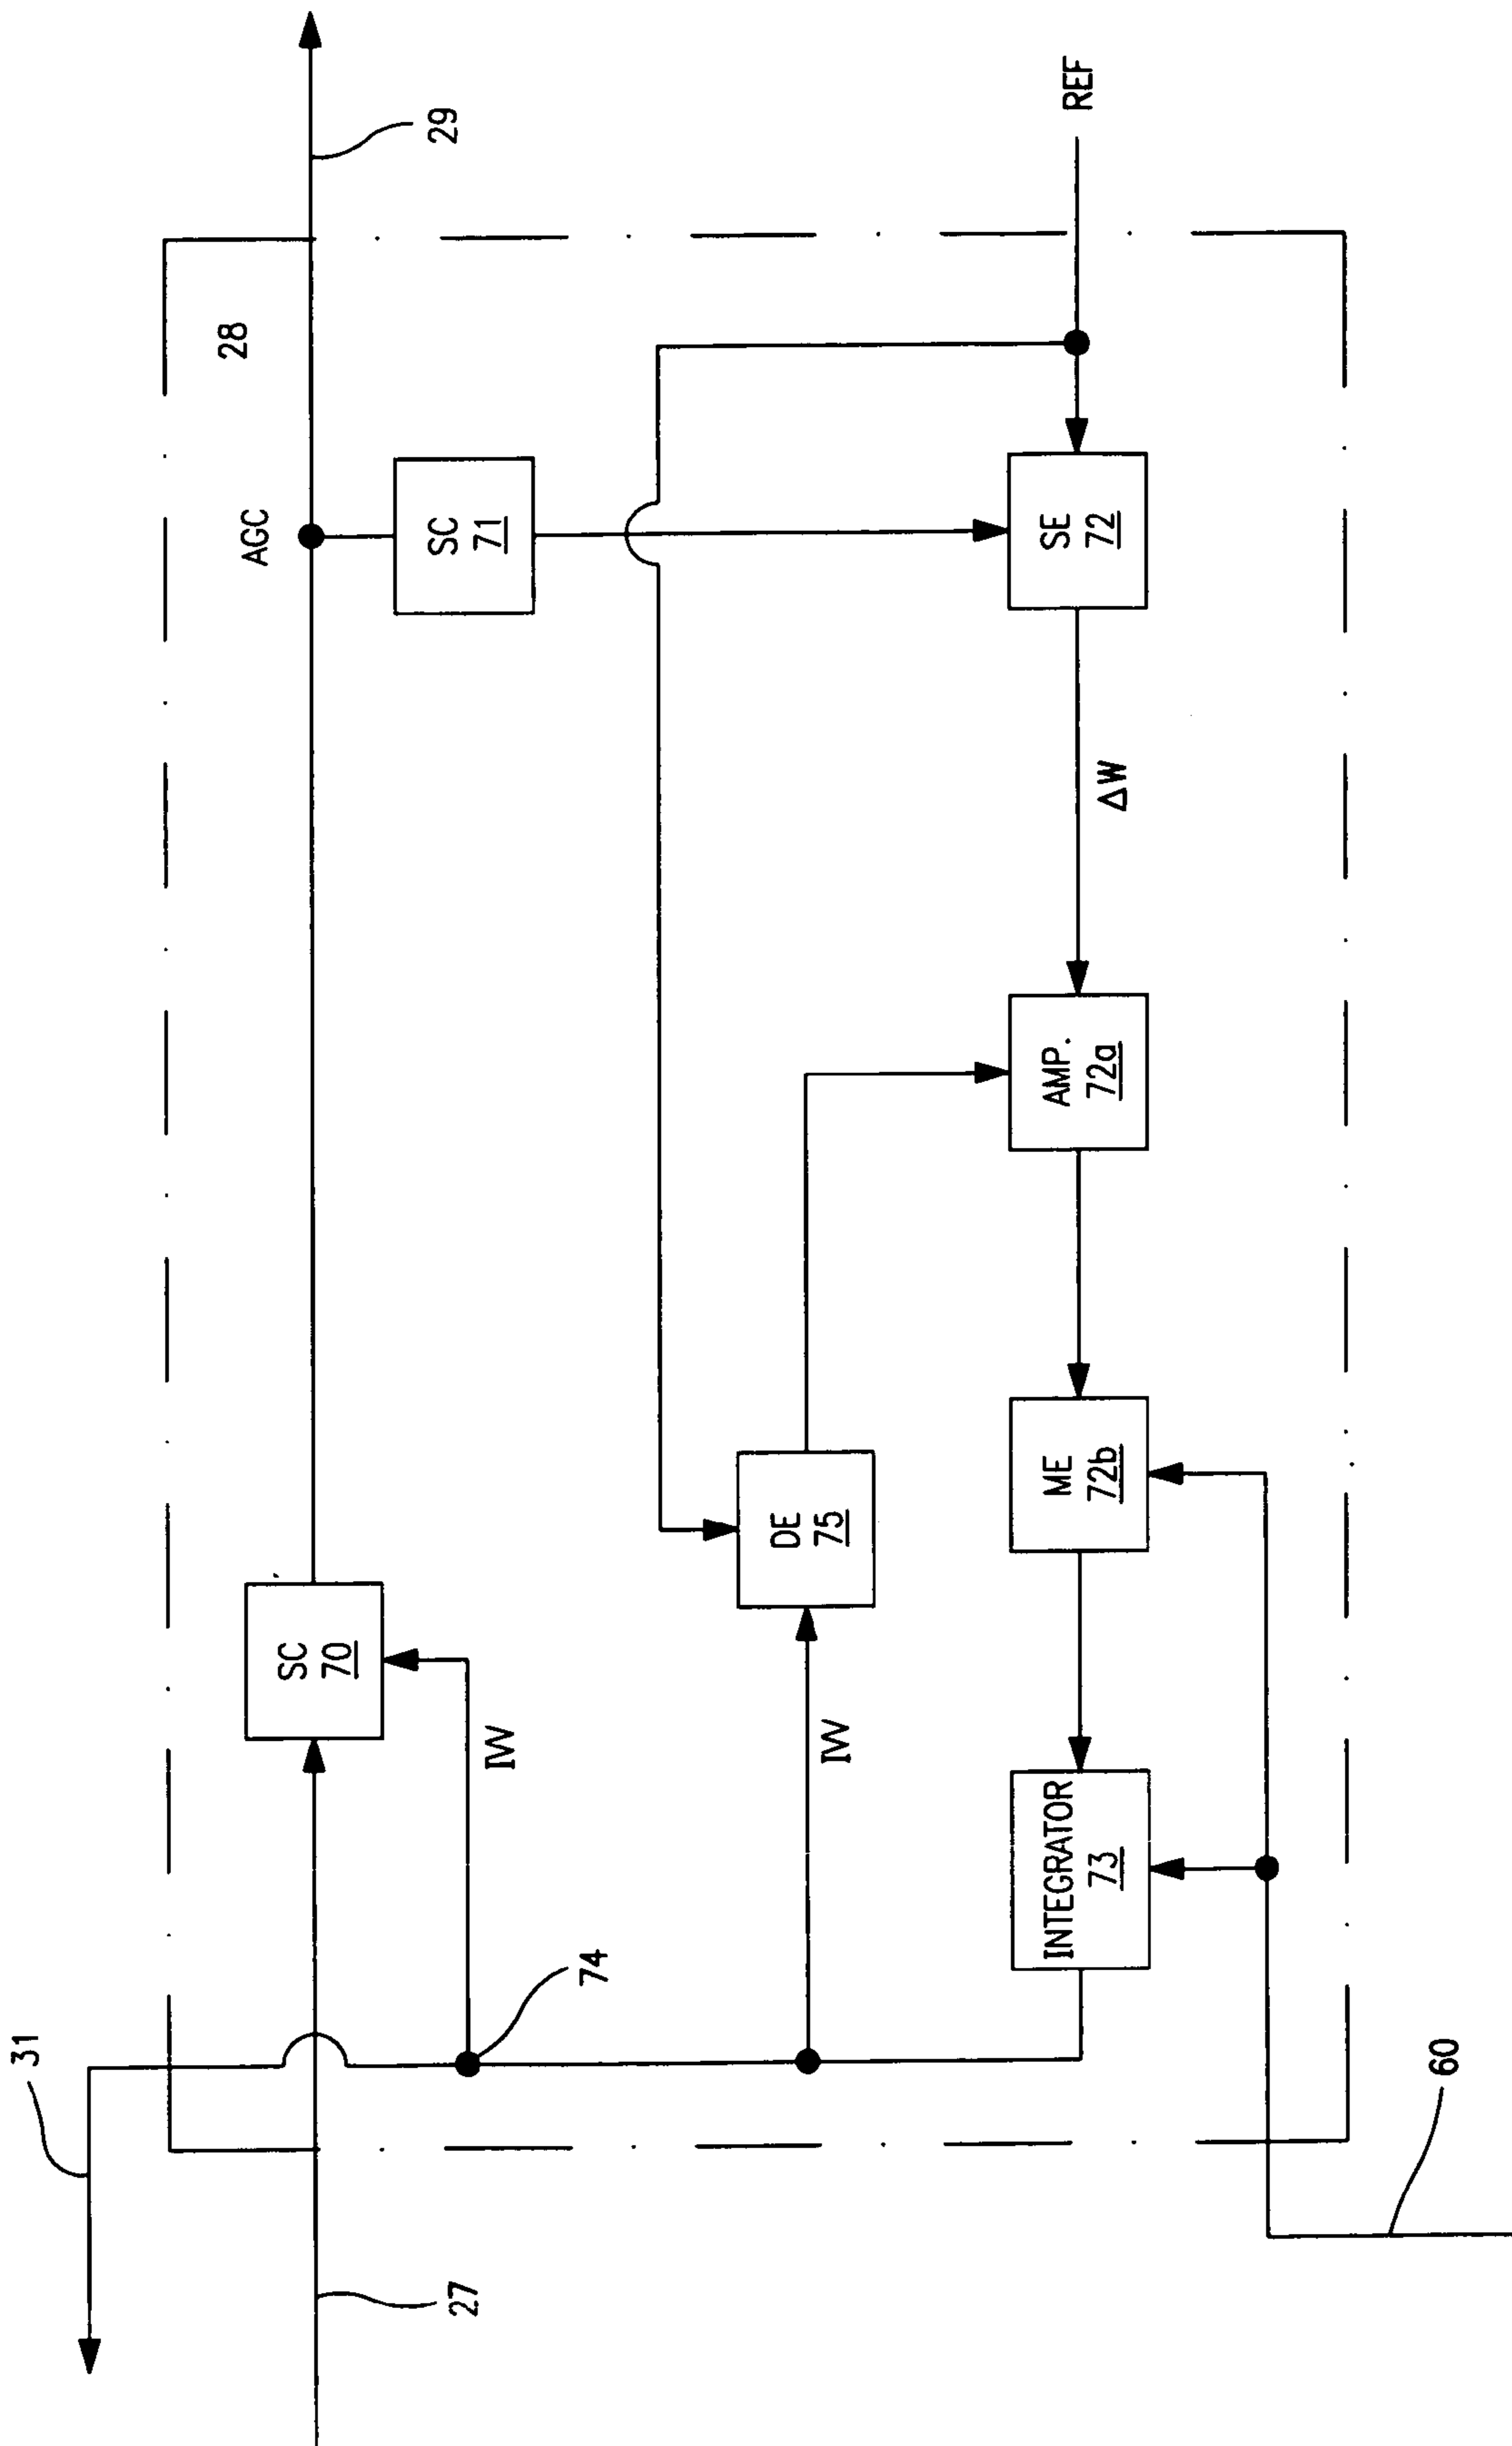 31
27
SC
70
AGC
28
29
IW
74
SC
71
IW
DE
75
INTEGRATOR
73
ME
72b
AMP.
72a
ΔW
SE
72
REF
60